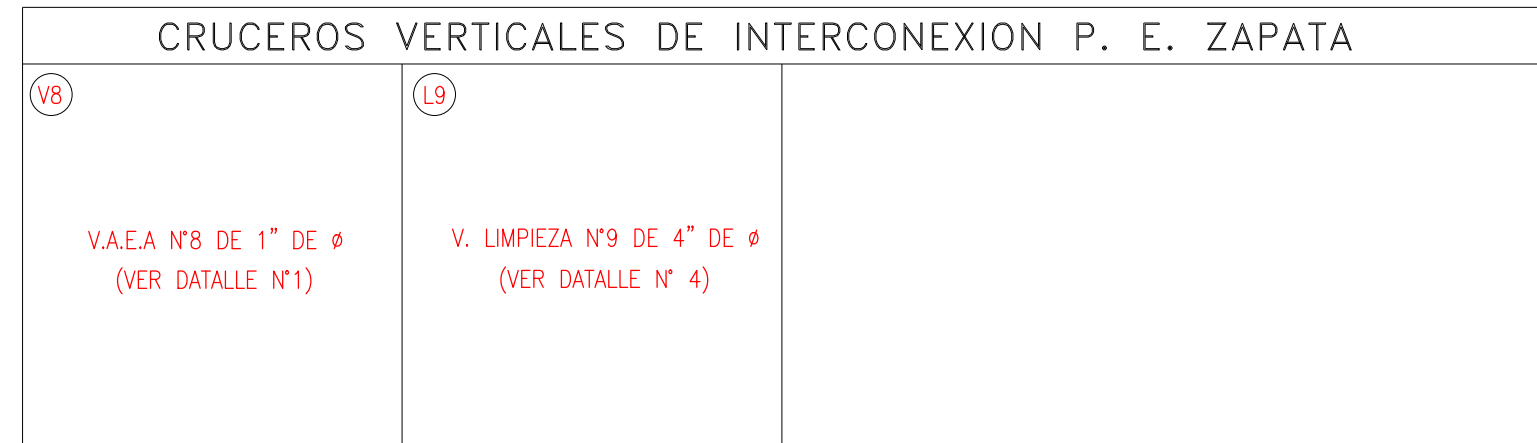 CRUCEROS VERTICALES DE INTERCONEXION P. E. ZAPATA
V8
V.A.E.A N°8 DE 1" DE ø
(VER DATALLE N°1)
L9
V. LIMPIEZA N°9 DE 4" DE ø
(VER DATALLE N° 4)